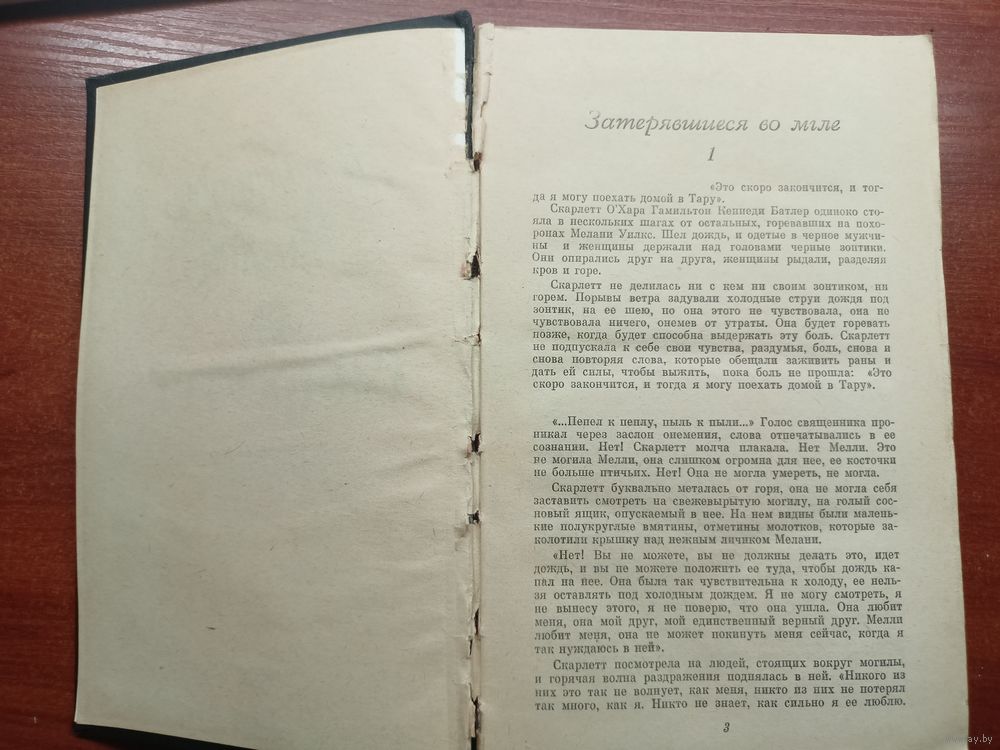 Затерявшиеся во мгле
1
«Это скоро закончится, и тог-
да я могу поехать домой в Тару».
Скарлетт О'Хара Гамильтон Кеннеди Батлер одиноко сто-
яла в нескольких шагах от остальных, горевавших на похо-
ронах Мелани Уилкс. Шел дождь, и одетые в черное мужчи-
ны и женщины держали над головами черные зонтики.
Они опирались друг на друга, женщины рыдали, разделяя
кров и горе.
Скарлетт не делилась ни с кем ни своим зонтиком, ни
горем. Порывы ветра задували холодные струи дождя под
зонтик, на ее шею, но она этого не чувствовала, она не
чувствовала ничего, онемев от утраты. Она будет горевать
позже, когда будет способна выдержать эту боль. Скарлетт
не подпускала к себе свои чувства, раздумья, боль, снова и
снова повторяя слова, которые обещали заживить раны и
дать ей силы, чтобы выжить, пока боль не прошла: «Это
скоро закончится, и тогда я могу поехать домой в Тару».
«...Пепел к пеплу, пыль к пыли...» Голос священника про-
никал через заслон онемения, слова отпечатывались в ее
сознании. Нет! Скарлетт молча плакала. Нет Мелли. Это
не могила Мелли, она слишком огромна для нее, ее косточки
не больше птичьих. Нет! Она не могла умереть, не могла.
Скарлетт буквально металась от горя, она не могла себя
заставить смотреть на свежевырытую могилу, на голый сос-
новый ящик, опускаемый в нее. На нем видны были малень-
кие полукруглые вмятины, отметины молотков, которые за-
колотили крышку над нежным личиком Мелани.
«Нет! Вы не можете, вы не должны делать это, идет
дождь, и вы не можете положить ее туда, чтобы дождь ка-
пал на нее. Она была так чувствительна к холоду, ее нель-
зя оставлять под холодным дождем. Я не могу смотреть, я
не вынесу этого, я не поверю, что она ушла. Она любит
меня, она мой друг, мой единственный верный друг. Мелли
любит меня, она не может покинуть меня сейчас, когда я
так нуждаюсь в ней».
Скарлетт посмотрела на людей, стоящих вокруг могилы,
и горячая волна раздражения поднялась в ней. «Никого из
них это так не волнует, как меня, никто из них не потерял
так много, как я. Никто не знает, как сильно я ее люблю.
3